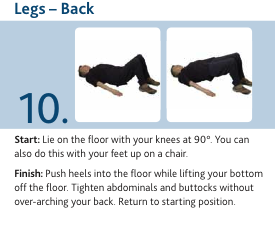 Legs – Back
10.
Start: Lie on the floor with your knees at 90°. You can
also do this with your feet up on a chair.
Finish: Push heels into the floor while lifting your bottom
off the floor. Tighten abdominals and buttocks without
over-arching your back. Return to starting position.